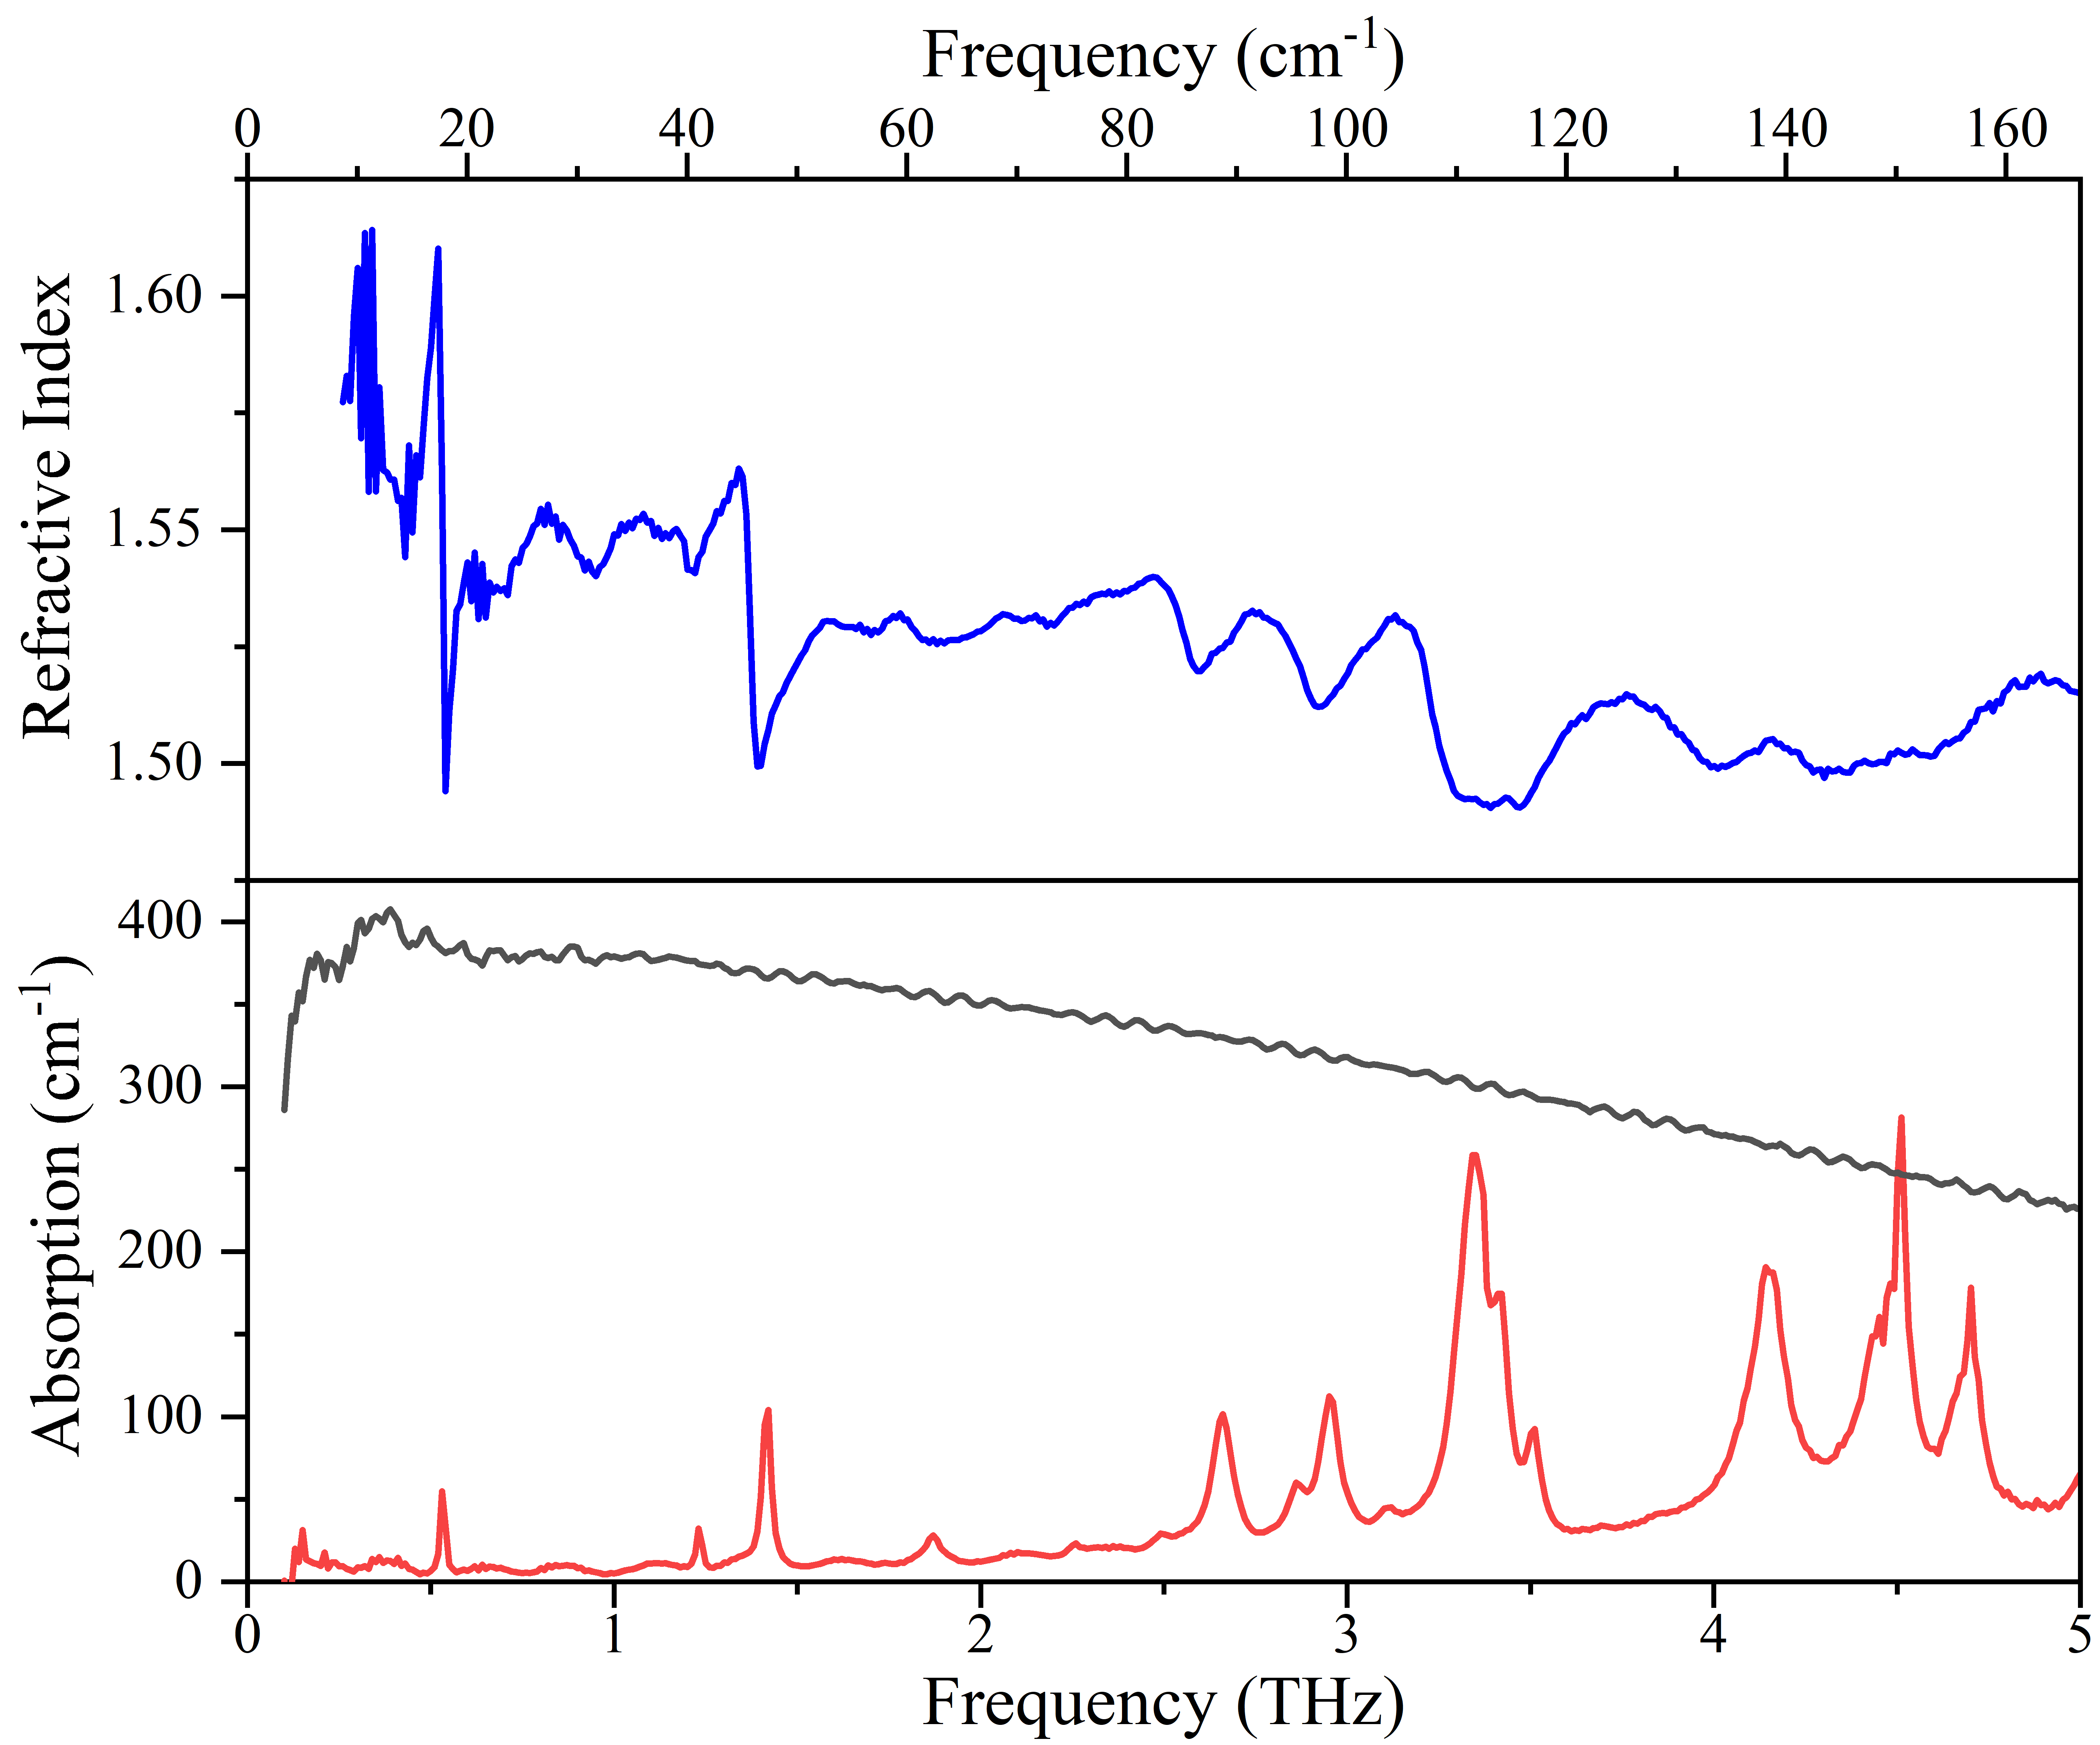 Frequency (cm-1)
0 20 40 60 80 100 120 140 160
Refractive Index
1.60
1.55
1.50
Absorption (cm-1)
400
300
200
100
0
0 1 2 3 4 5
Frequency (THz)